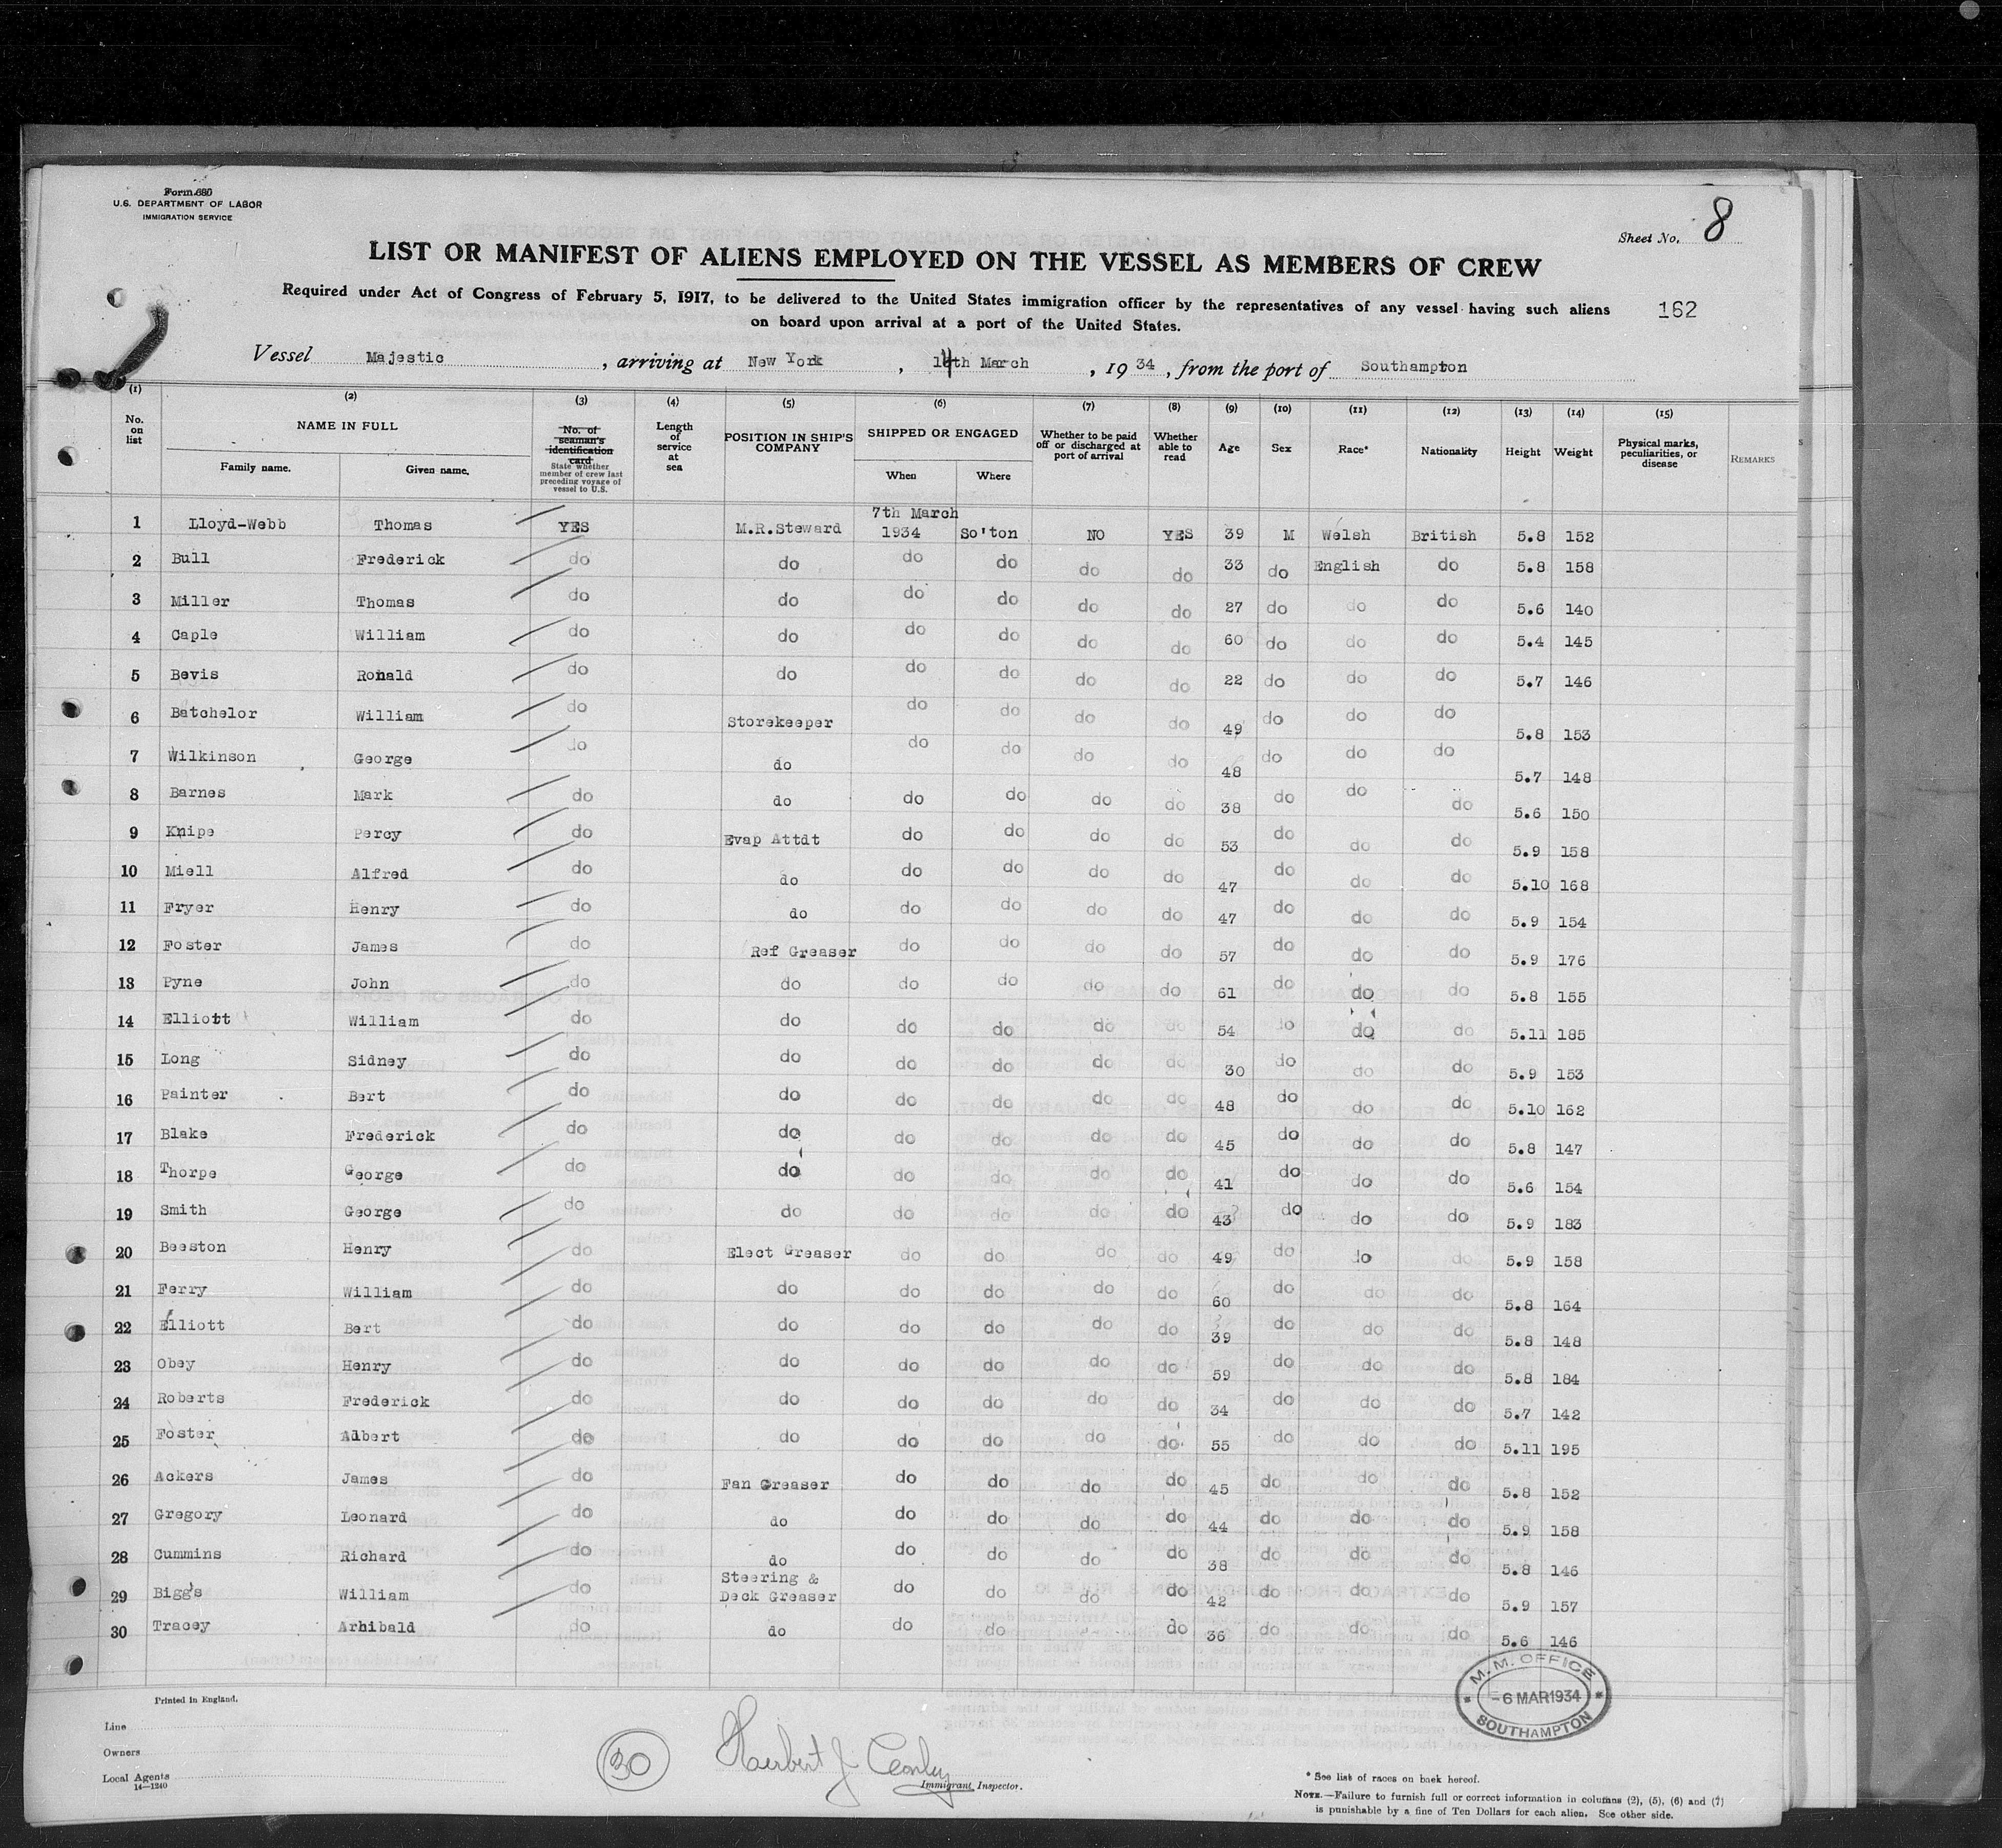 Form 680
U.S. DEPARTMENT OF LABOR
IMMIGRATION SERVICE
Sheet No. 8
LIST OR MANIFEST OF ALIENS EMPLOYED ON THE VESSEL AS MEMBERS OF CREW
Required under Act of Congress of February 5, 1917, to be delivered to the United States immigration officer by the representatives of any vessel having such aliens
on board upon arrival at a port of the United States.
162
Vessel Majestic, arriving at New York, 14th March, 1934, from the port of Southampton
(1) (2) (3) (4) (5) (6) (7) (8) (9) (10) (11) (12) (13) (14) (15)
No. on list
NAME IN FULL
Family name. Given name.
No. of seaman's identification card
State whether member of crew last preceding voyage of vessel to U.S.
Length of service at sea
POSITION IN SHIP'S COMPANY
SHIPPED OR ENGAGED
When Where
Whether to be paid off or discharged at port of arrival
Whether able to read
Age
Sex
Race*
Nationality
Height
Weight
Physical marks, peculiarities, or disease
REMARKS
1 Lloyd-Webb Thomas YES M.R.Steward 7th March 1934 So'ton NO YES 39 M Welsh British 5.8 152
2 Bull Frederick do do do do do do 33 do English do 5.8 158
3 Miller Thomas do do do do do do 27 do do do 5.6 140
4 Caple William do do do do do do 60 do do do 5.4 145
5 Bevis Ronald do do do do do do 22 do do do 5.7 146
6 Batchelor William do Storekeeper do do do do 49 do do do 5.8 153
7 Wilkinson George do do do do do do 48 do do do 5.7 148
8 Barnes Mark do do do do do do 38 do do do 5.6 150
9 Knipe Percy do Evap Attdt do do do do 53 do do do 5.9 158
10 Miell Alfred do do do do do do 47 do do do 5.10 168
11 Fryer Henry do do do do do do 47 do do do 5.9 154
12 Foster James do Ref Greaser do do do do 57 do do do 5.9 176
13 Pyne John do do do do do do 61 do do do 5.8 155
14 Elliott William do do do do do do 54 do do do 5.11 185
15 Long Sidney do do do do do do 30 do do do 5.9 153
16 Painter Bert do do do do do do 48 do do do 5.10 162
17 Blake Frederick do do do do do do 45 do do do 5.8 147
18 Thorpe George do do do do do do 41 do do do 5.6 154
19 Smith George do do do do do do 43 do do do 5.9 183
20 Beeston Henry do Elect Greaser do do do do 49 do do do 5.9 158
21 Ferry William do do do do do do 60 do do do 5.8 164
22 Elliott Bert do do do do do do 39 do do do 5.8 148
23 Obey Henry do do do do do do 59 do do do 5.8 184
24 Roberts Frederick do do do do do do 34 do do do 5.7 142
25 Foster Albert do do do do do do 55 do do do 5.11 195
26 Ackers James do Fan Greaser do do do do 45 do do do 5.8 152
27 Gregory Leonard do do do do do do 44 do do do 5.9 158
28 Cummins Richard do do do do do do 38 do do do 5.8 146
29 Biggs William do Steering & Deck Greaser do do do do 42 do do do 5.9 157
30 Tracey Arhibald do do do do do 36 do do do 5.6 146
M. M. OFFICE
-6 MAR 1934
SOUTHAMPTON
Printed in England.
Line
Owners
Local Agents
14—1240
30
Herbert J
Immigrant Inspector.
* See list of races on back hereof.
NOTE.—Failure to furnish full or correct information in columns (2), (5), (6) and (7)
is punishable by a fine of Ten Dollars for each alien. See other side.